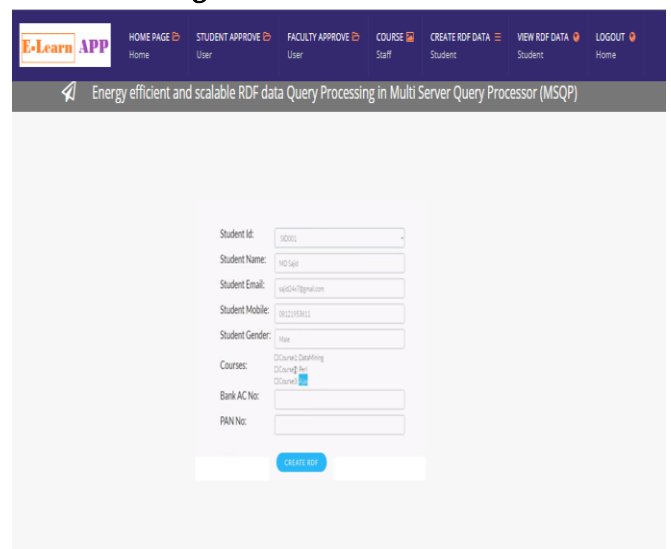 E-Learn APP
HOME PAGE STUDENT APPROVE FACULTY APPROVE COURSE CREATE RDF DATA VIEW RDF DATA LOGOUT
Home User User Staff Student Student Home
Energy efficient and scalable RDF data Query Processing in Multi Server Query Processor (MSQP)
Student Id: SID001
Student Name: MD Sajid
Student Email:
Student Mobile:
Student Gender: Male
Courses: Course1: DataMining
Perl
Bank AC No:
PAN No:
CREATE RDF